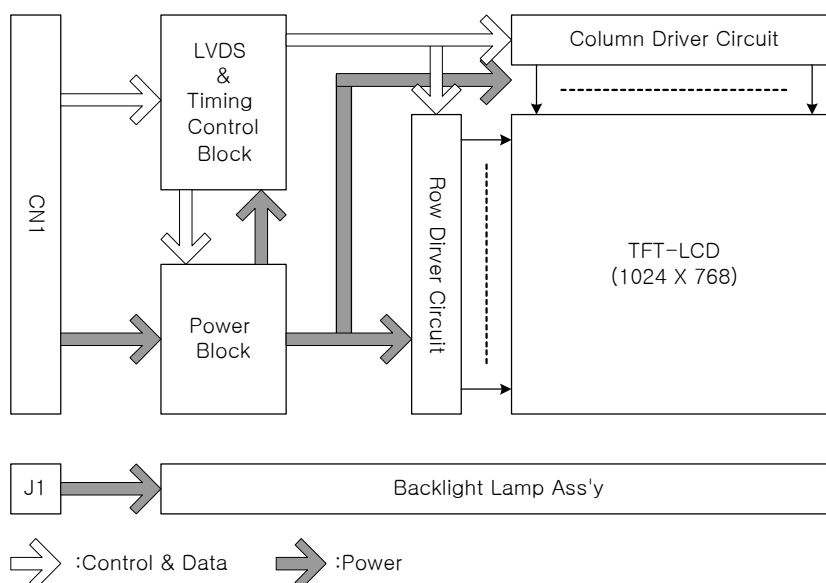 CN1
LVDS
&
Timing
Control
Block
Column Driver Circuit
Row Dirver Circuit
TFT-LCD
(1024 X 768)
Power
Block
J1
Backlight Lamp Ass'y
:Control & Data
:Power